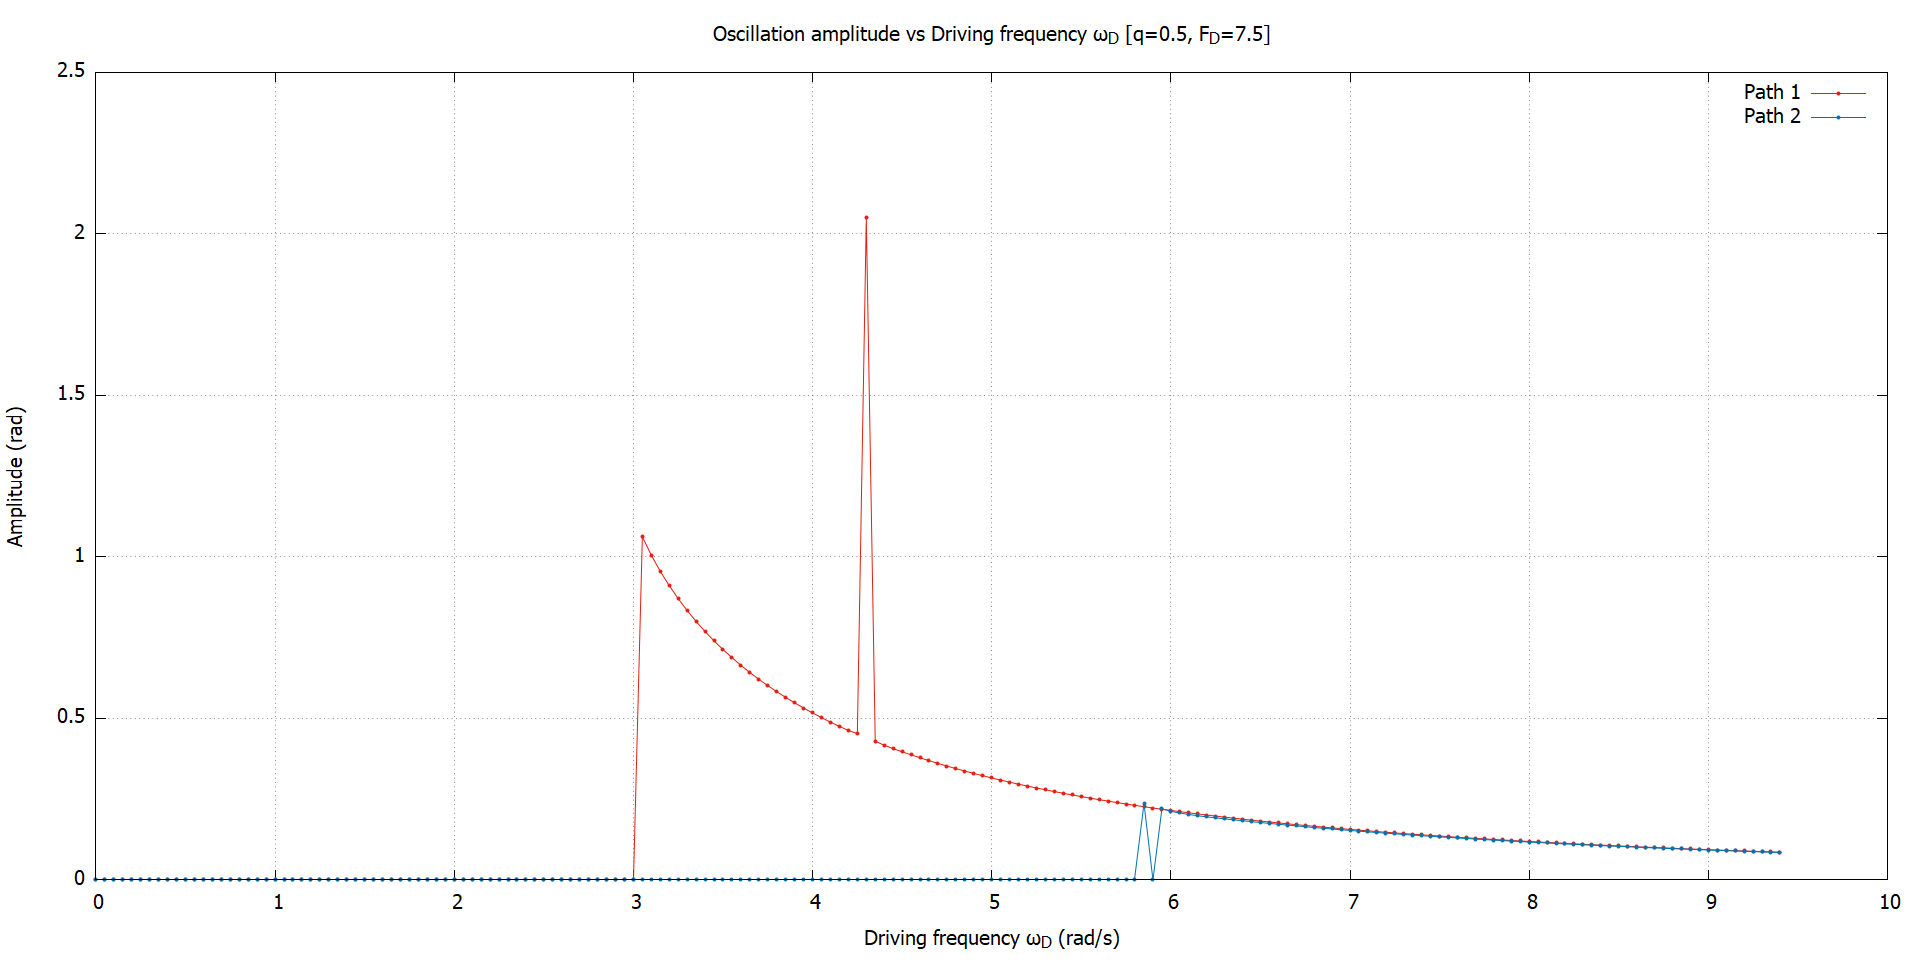 Oscillation amplitude vs Driving frequency ωD [q=0.5, FD=7.5]
Path 1
Path 2
2.5
2
1.5
1
0.5
0
Amplitude (rad)
0 1 2 3 4 5 6 7 8 9 10
Driving frequency ωD (rad/s)